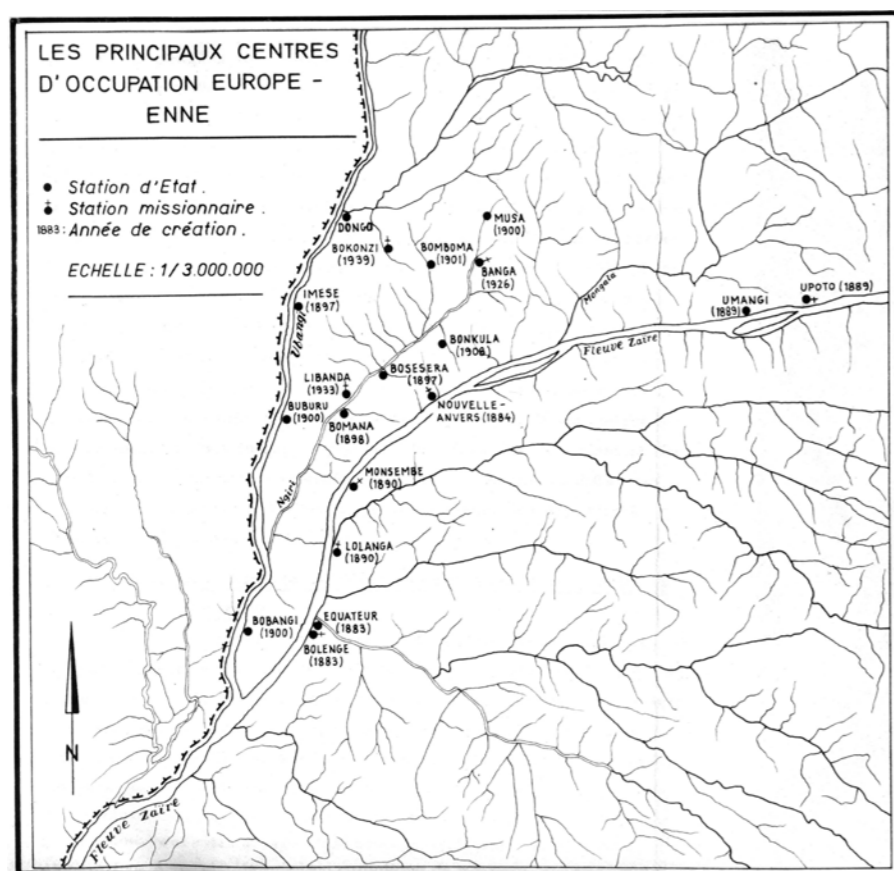 LES PRINCIPAUX CENTRES
D'OCCUPATION EUROPE -
ENNE
Station d'Etat.
Station missionnaire.
1883: Année de création.
ECHELLE: 1/3.000.000
DONGO
MUSA
(1900)
BOKONZI
(1939)
BOMBOMA
(1901)
BANGA
(1926)
Mongala
UPOTO (1889)
UMANGI
(1889)
IMESE
(1897)
Ubangi
BONKULA
(1908)
Fleuve Zaïre
BOSESERA
(1897)
LIBANDA
(1933)
BUBURU
(1900)
BOMANA
(1898)
NOUVELLE-
ANVERS (1884)
MONSEMBE
(1890)
Ngiri
LOLANGA
(1890)
BOBANGI
(1900)
EQUATEUR
(1883)
BOLENGE
(1883)
N
Fleuve Zaïre